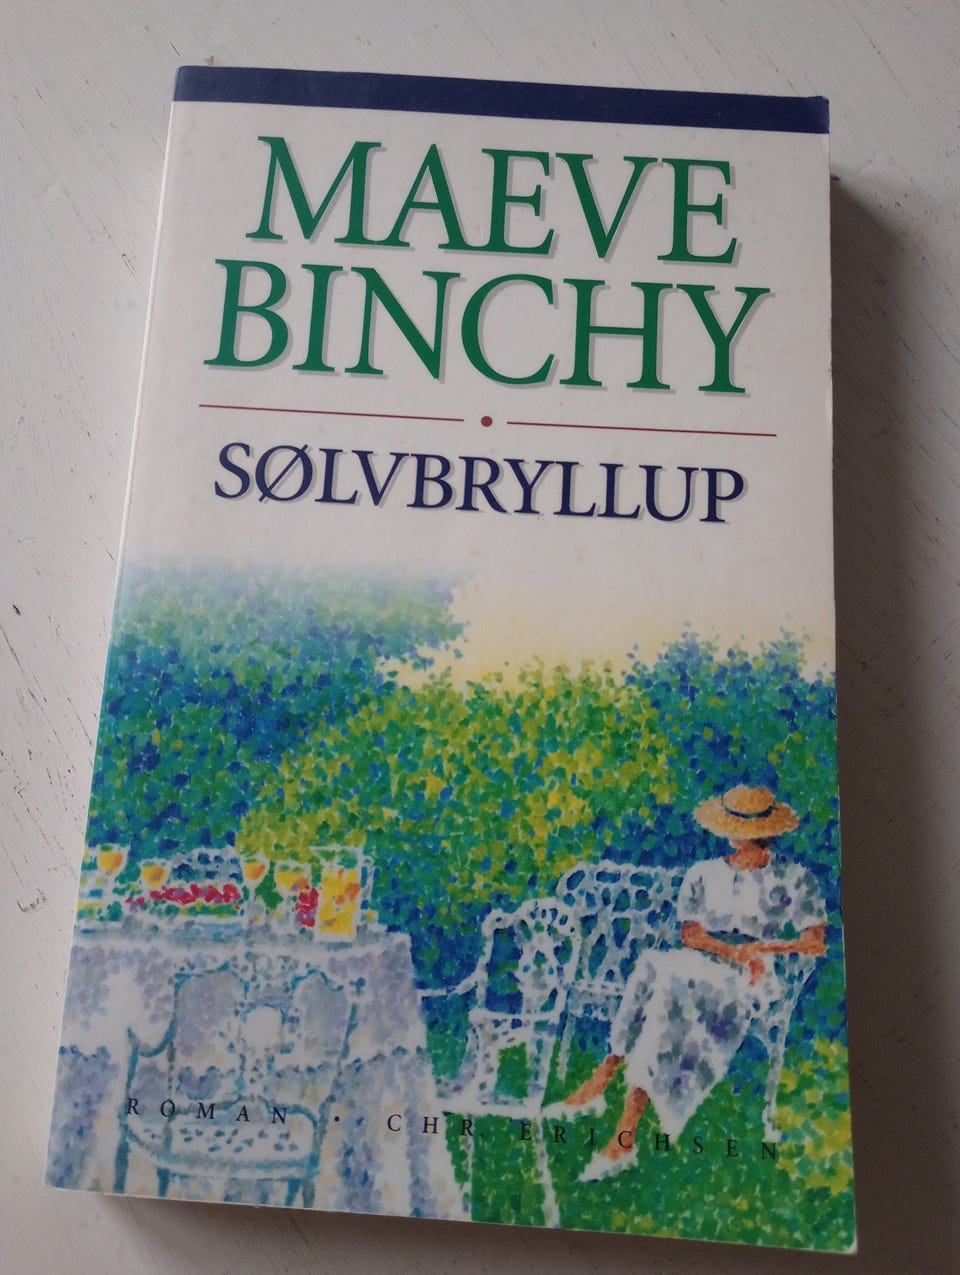 MAEVE
BINCHY
SØLVBRYLLUP
ROMAN · CHR. ERICHSEN